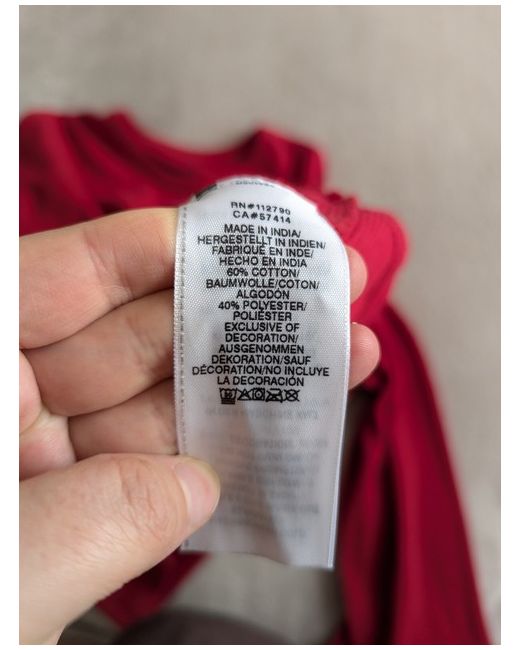 RN#112790
CA#57414
MADE IN INDIA/
HERGESTELLT IN INDIEN/
FABRIQUÉ EN INDE/
HECHO EN INDIA
60% COTTON/
BAUMWOLLE/COTON/
ALGODÓN
40% POLYESTER/
POLIÉSTER
EXCLUSIVE OF
DECORATION/
AUSGENOMMEN
DEKORATION/SAUF
DÉCORATION/NO INCLUYE
LA DECORACIÓN